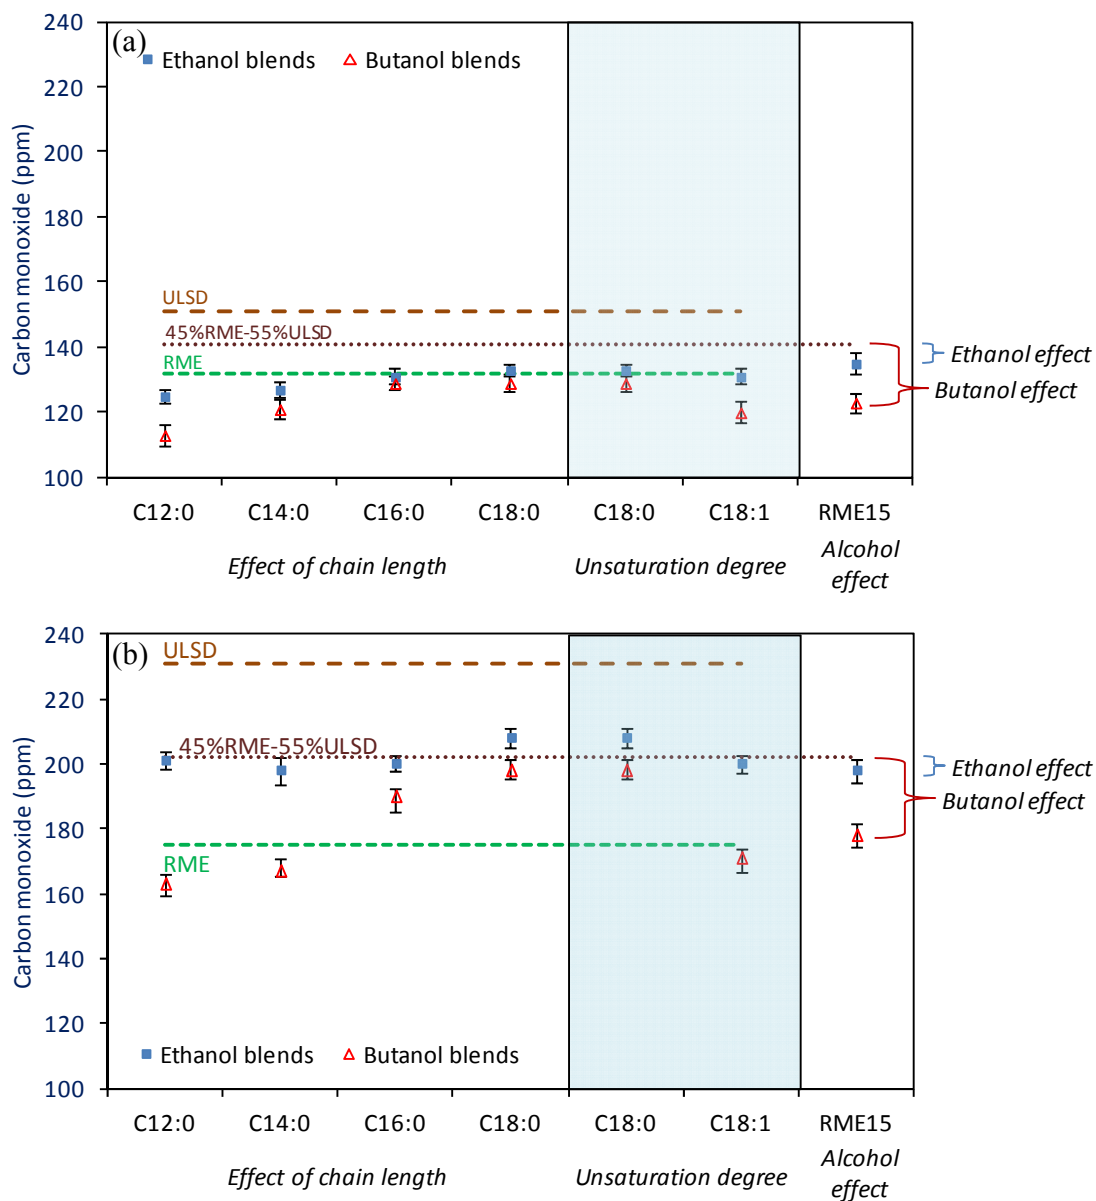 240
(a)
Ethanol blends Butanol blends
220
200
180
Carbon monoxide (ppm)
160
ULSD
45%RME-55%ULSD
140
RME
Ethanol effect
Butanol effect
120
100
C12:0 C14:0 C16:0 C18:0 C18:0 C18:1 RME15
Effect of chain length Unsaturation degree Alcohol
effect
240
(b)
ULSD
220
45%RME-55%ULSD
200
Ethanol effect
Butanol effect
180
Carbon monoxide (ppm)
RME
160
140
120
Ethanol blends Butanol blends
100
C12:0 C14:0 C16:0 C18:0 C18:0 C18:1 RME15
Effect of chain length Unsaturation degree Alcohol
effect